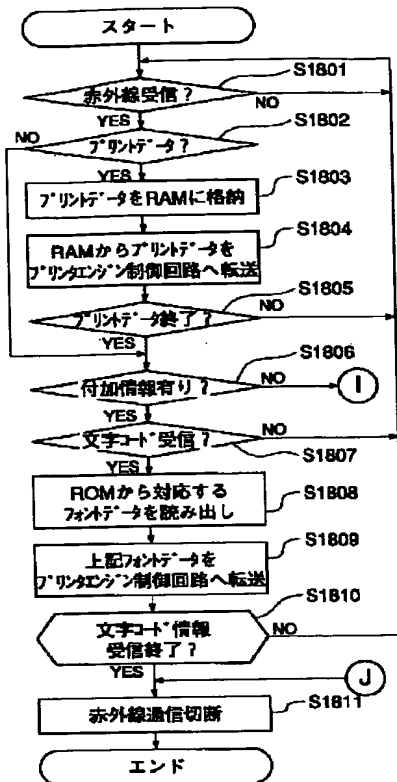 スタート
S1801
赤外線受信?
NO
YES
S1802
NO
プリントデータ?
YES
S1803
プリントデータをRAMに格納
S1804
RAMからプリントデータを
プリンタエンジン制御回路へ転送
S1805
プリントデータ終了?
NO
YES
S1806
付加情報有り?
NO
I
YES
文字コード受信?
NO
S1807
YES
ROMから対応する
フォントデータを読み出し
S1808
上記フォントデータを
プリンタエンジン制御回路へ転送
S1809
S1810
文字コード情報
受信終了?
NO
YES
J
赤外線通信切断
S1811
エンド